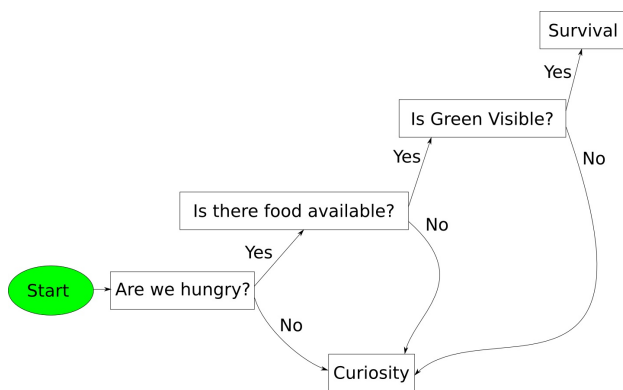 Survival
Yes
Is Green Visible?
Yes
No
Is there food available?
No
Yes
Start
Are we hungry?
No
Curiosity